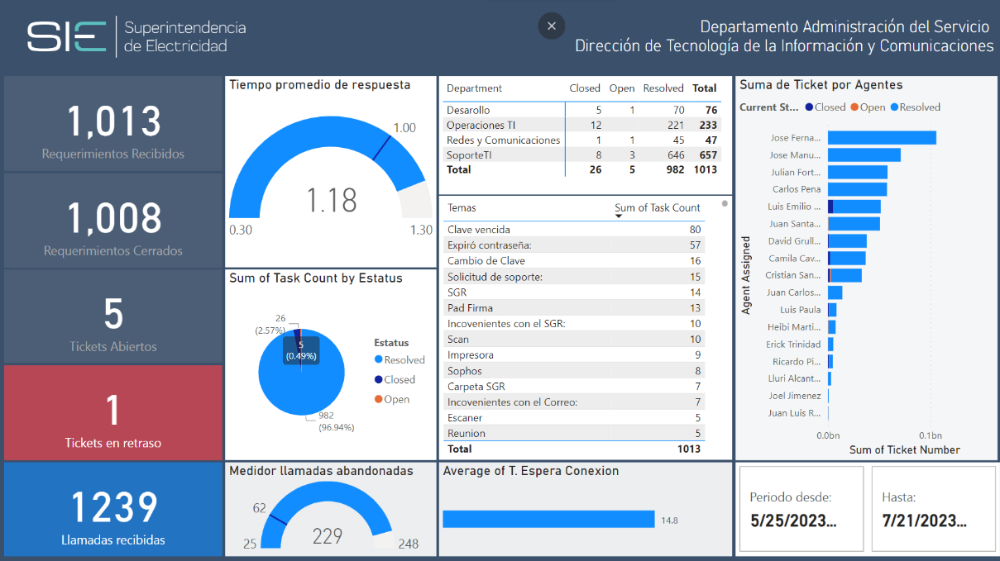 SIE Superintendencia
de Electricidad
Departamento Administración del Servicio
Dirección de Tecnología de la Información y Comunicaciones
1,013
Requerimientos Recibidos
1,008
Requerimientos Cerrados
5
Tickets Abiertos
1
Tickets en retraso
1239
Llamadas recibidas
Tiempo promedio de respuesta
1.00
1.18
0.30 1.30
Sum of Task Count by Estatus
26
(2.57%)
5
(0.49%)
982
(96.94%)
Estatus
Resolved
Closed
Open
Medidor llamadas abandonadas
62
229
25 248
Department Closed Open Resolved Total
Desarollo 5 1 70 76
Operaciones TI 12 221 233
Redes y Comunicaciones 1 1 45 47
SoporteTI 8 3 646 657
Total 26 5 982 1013
Temas Sum of Task Count
Clave vencida 80
Expiró contraseña: 57
Cambio de Clave 16
Solicitud de soporte: 15
SGR 14
Pad Firma 13
Incovenientes con el SGR: 10
Scan 10
Impresora 9
Sophos 8
Carpeta SGR 7
Incovenientes con el Correo: 7
Escaner 5
Reunion 5
Total 1013
Average of T. Espera Conexion
14.8
Suma de Ticket por Agentes
Current St... Closed Open Resolved
Agent Assigned
Jose Ferna...
Jose Manu...
Julian Fort...
Carlos Pena
Luis Emilio ...
Juan Santa...
David Grull...
Camila Cav...
Cristian San...
Juan Carlos...
Luis Paula
Heibi Marti...
Erick Trinidad
Ricardo Pi...
Lluri Alcant...
Joel Jimenez
Juan Luis R...
0.0bn 0.1bn
Sum of Ticket Number
Periodo desde:
5/25/2023...
Hasta:
7/21/2023...